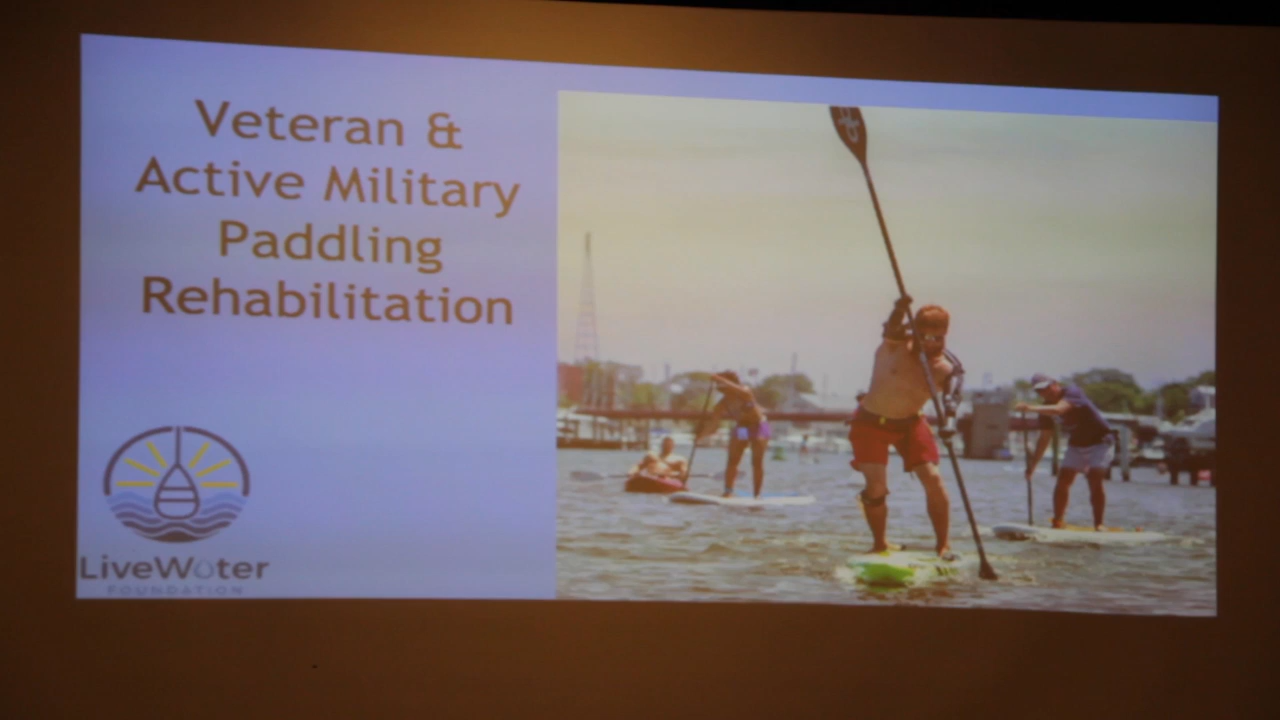 Veteran &
Active Military
Paddling
Rehabilitation
LiveWater
FOUNDATION